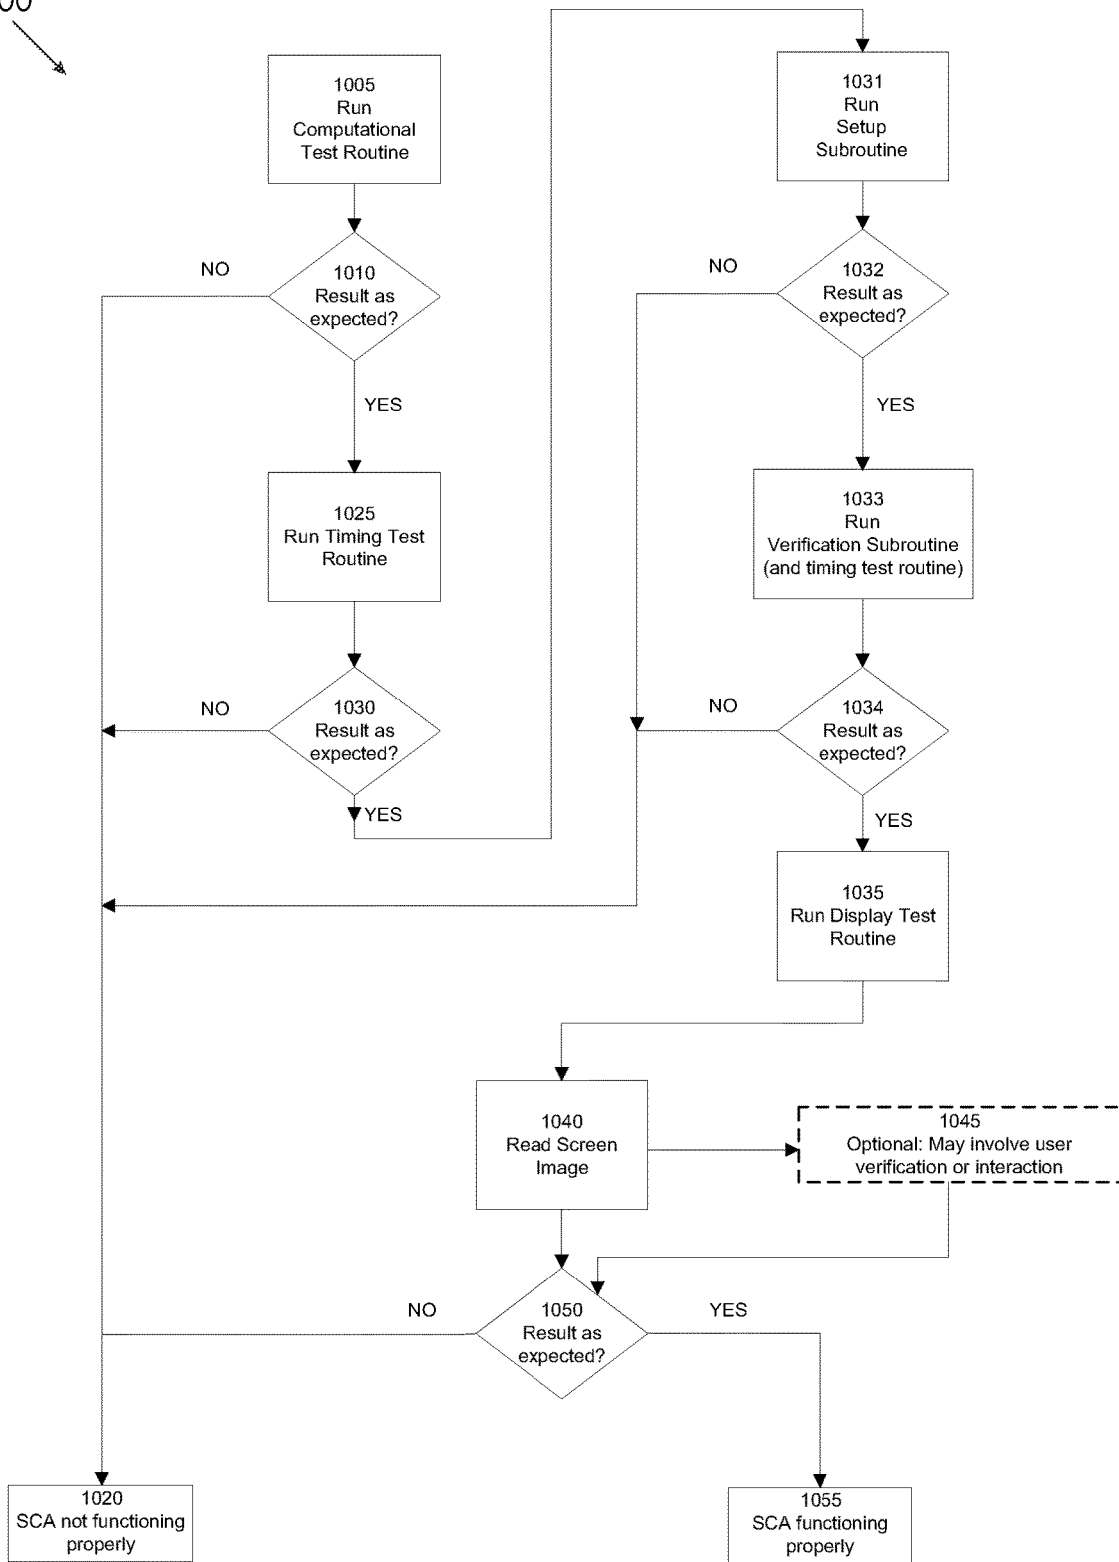 1005
Run
Computational
Test Routine
NO
1010
Result as
expected?
YES
1025
Run Timing Test
Routine
NO
1030
Result as
expected?
YES
1031
Run
Setup
Subroutine
NO
1032
Result as
expected?
YES
1033
Run
Verification Subroutine
(and timing test routine)
NO
1034
Result as
expected?
YES
1035
Run Display Test
Routine
1040
Read Screen
Image
1045
Optional: May involve user
verification or interaction
NO
1050
Result as
expected?
YES
1020
SCA not functioning
properly
1055
SCA functioning
properly